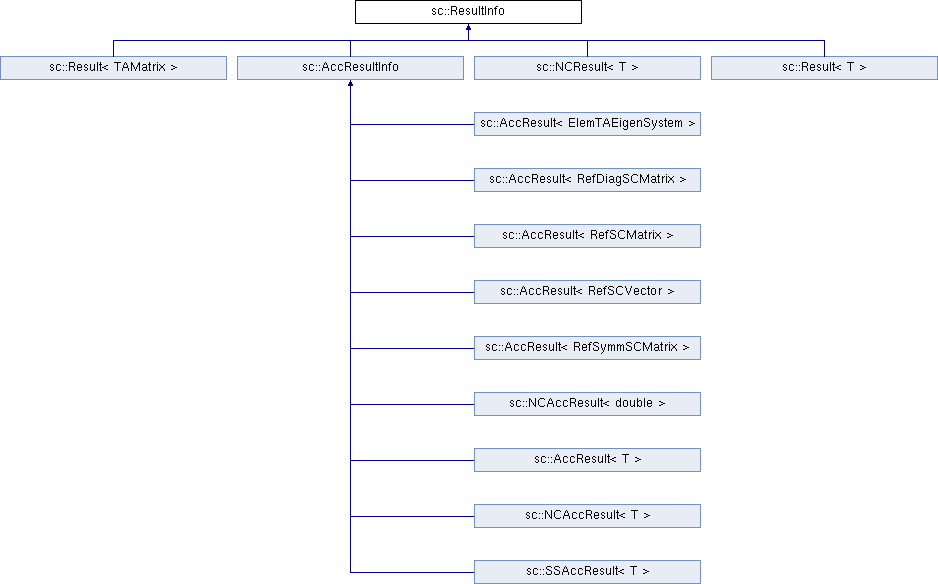 sc::ResultInfo
sc::Result< TAMatrix >
sc::AccResultInfo
sc::NCResult< T >
sc::Result< T >
sc::AccResult< ElemTAEigenSystem >
sc::AccResult< RefDiagSCMatrix >
sc::AccResult< RefSCMatrix >
sc::AccResult< RefSCVector >
sc::AccResult< RefSymmSCMatrix >
sc::NCAccResult< double >
sc::AccResult< T >
sc::NCAccResult< T >
sc::SSAccResult< T >